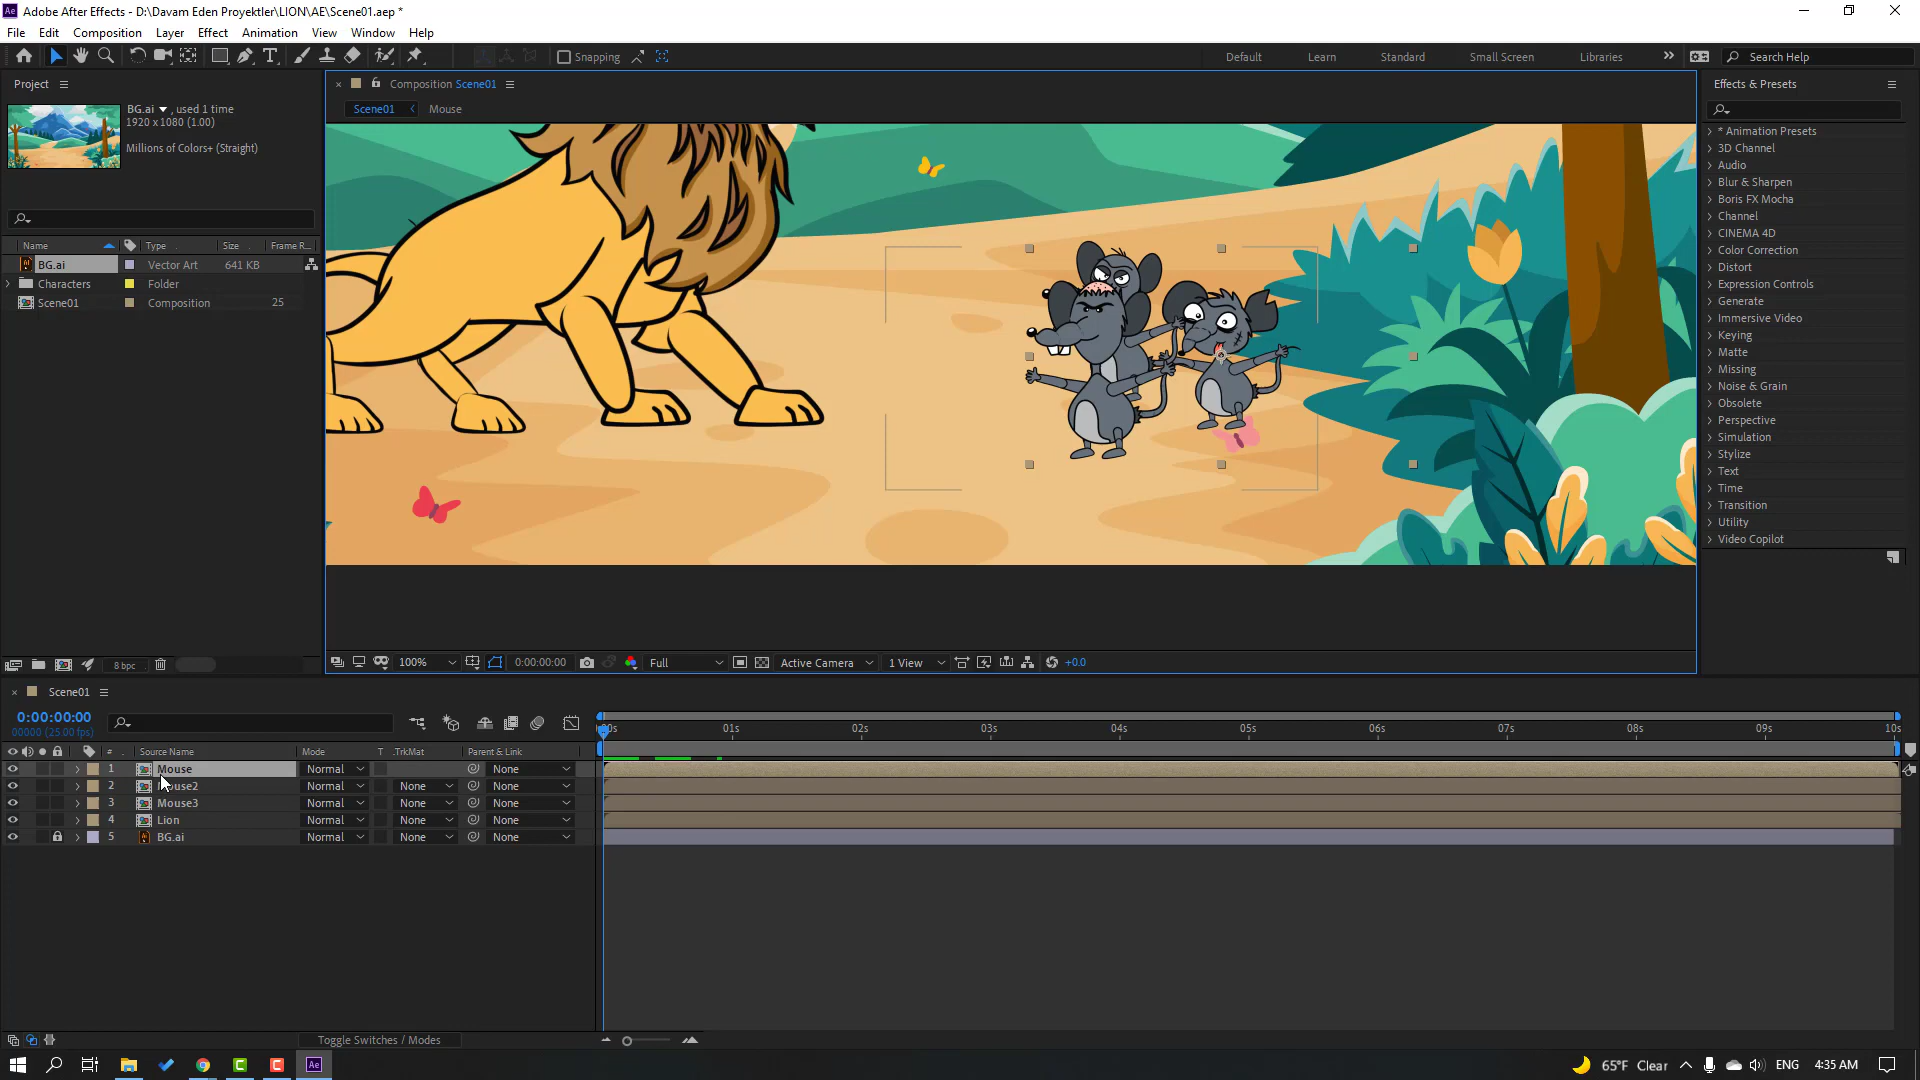 Adobe After Effects - D:\Davam Eden Proyektler\LION\AE\Scene01.aep *
File Edit Composition Layer Effect Animation View Window Help
Snapping
Default Learn Standard Small Screen Libraries Search Help
Project
BG.ai , used 1 time
1920 x 1080 (1.00)
Millions of Colors+ (Straight)
Name Type Size Frame R...
BG.ai Vector Art 641 KB
Characters Folder
Scene01 Composition 25
8 bpc
Composition Scene01
Scene01 Mouse
100% 0:00:00:00 Full Active Camera 1 View +0.0
Effects & Presets
* Animation Presets
3D Channel
Audio
Blur & Sharpen
Boris FX Mocha
Channel
CINEMA 4D
Color Correction
Distort
Expression Controls
Generate
Immersive Video
Keying
Matte
Missing
Noise & Grain
Obsolete
Perspective
Simulation
Stylize
Text
Time
Transition
Utility
Video Copilot
Scene01
0:00:00:00
00000 (25.00 fps)
01s 02s 03s 04s 05s 06s 07s 08s 09s 10s
# Source Name Mode T .TrkMat Parent & Link
1 Mouse Normal None
2 Normal None None
3 Mouse3 Normal None None
4 Lion Normal None None
5 BG.ai Normal None None
Toggle Switches / Modes
65°F Clear ENG 4:35 AM